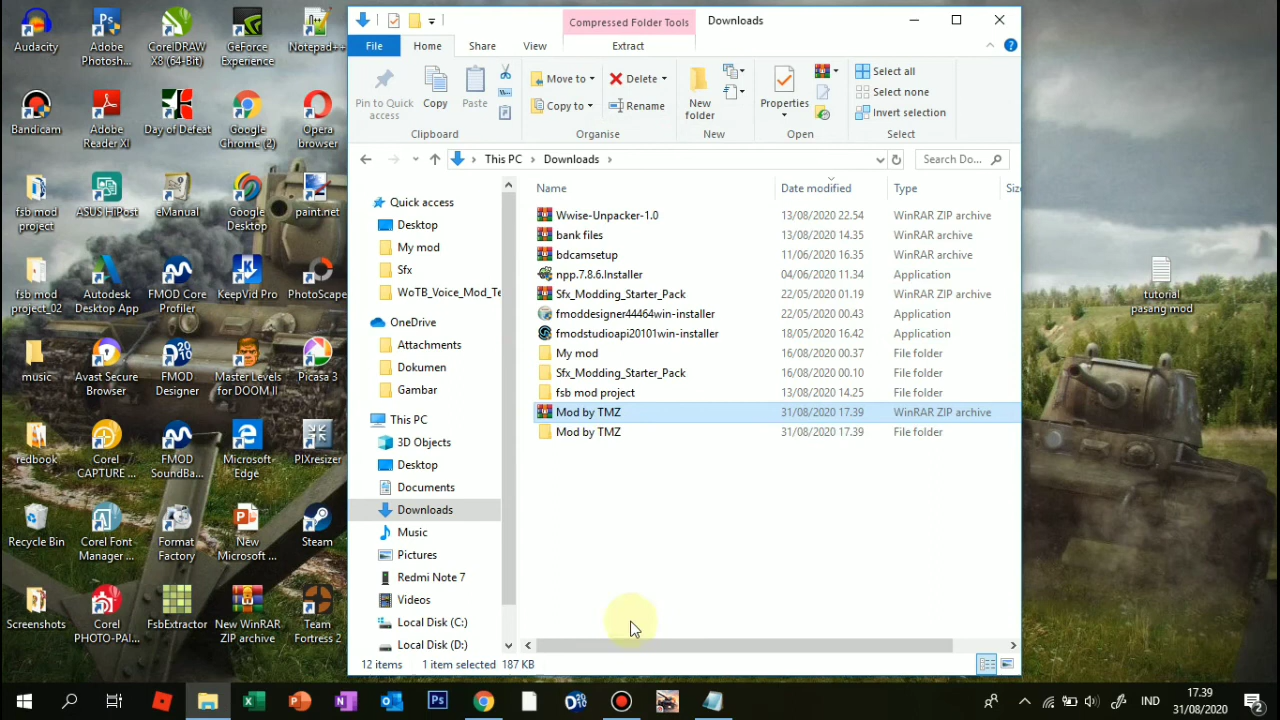 Audacity
Adobe Photosh...
CorelDRAW X8 (64-Bit)
GeForce Experience
Notepad++
Bandicam
Adobe Reader XI
Day of Defeat
Google Chrome (2)
Opera browser
fsb mod project
ASUS HiPost
eManual
Google Desktop
paint.net
fsb mod project_02
Autodesk Desktop App
FMOD Core Profiler
KeepVid Pro
PhotoScape
music
Avast Secure Browser
FMOD Designer
Master Levels for DOOM II
Picasa 3
redbook
Corel CAPTURE ...
FMOD SoundBa...
Microsoft Edge
PIXresizer
Recycle Bin
Corel Font Manager ...
Format Factory
New Microsoft ...
Steam
Screenshots
Corel PHOTO-PAI...
FsbExtractor
New WinRAR ZIP archive
Team Fortress 2
tutorial pasang mod
Compressed Folder Tools
Downloads
File
Home
Share
View
Extract
Pin to Quick access
Copy
Paste
Move to
Copy to
Delete
Rename
New folder
Properties
Select all
Select none
Invert selection
Clipboard
Organise
New
Open
Select
This PC
Downloads
Search Do...
Name
Date modified
Type
Siz
Quick access
Desktop
My mod
Sfx
WoTB_Voice_Mod_Te
OneDrive
Attachments
Dokumen
Gambar
This PC
3D Objects
Desktop
Documents
Downloads
Music
Pictures
Redmi Note 7
Videos
Local Disk (C:)
Local Disk (D:)
Wwise-Unpacker-1.0 13/08/2020 22.54 WinRAR ZIP archive
bank files 13/08/2020 14.35 WinRAR archive
bdcamsetup 11/06/2020 16.35 WinRAR archive
npp.7.8.6.Installer 04/06/2020 11.34 Application
Sfx_Modding_Starter_Pack 22/05/2020 01.19 WinRAR ZIP archive
fmoddesigner44464win-installer 22/05/2020 00.43 Application
fmodstudioapi20101win-installer 18/05/2020 16.42 Application
My mod 16/08/2020 00.37 File folder
Sfx_Modding_Starter_Pack 16/08/2020 00.10 File folder
fsb mod project 13/08/2020 14.25 File folder
Mod by TMZ 31/08/2020 17.39 WinRAR ZIP archive
Mod by TMZ 31/08/2020 17.39 File folder
12 items 1 item selected 187 KB
IND
17.39
31/08/2020
2